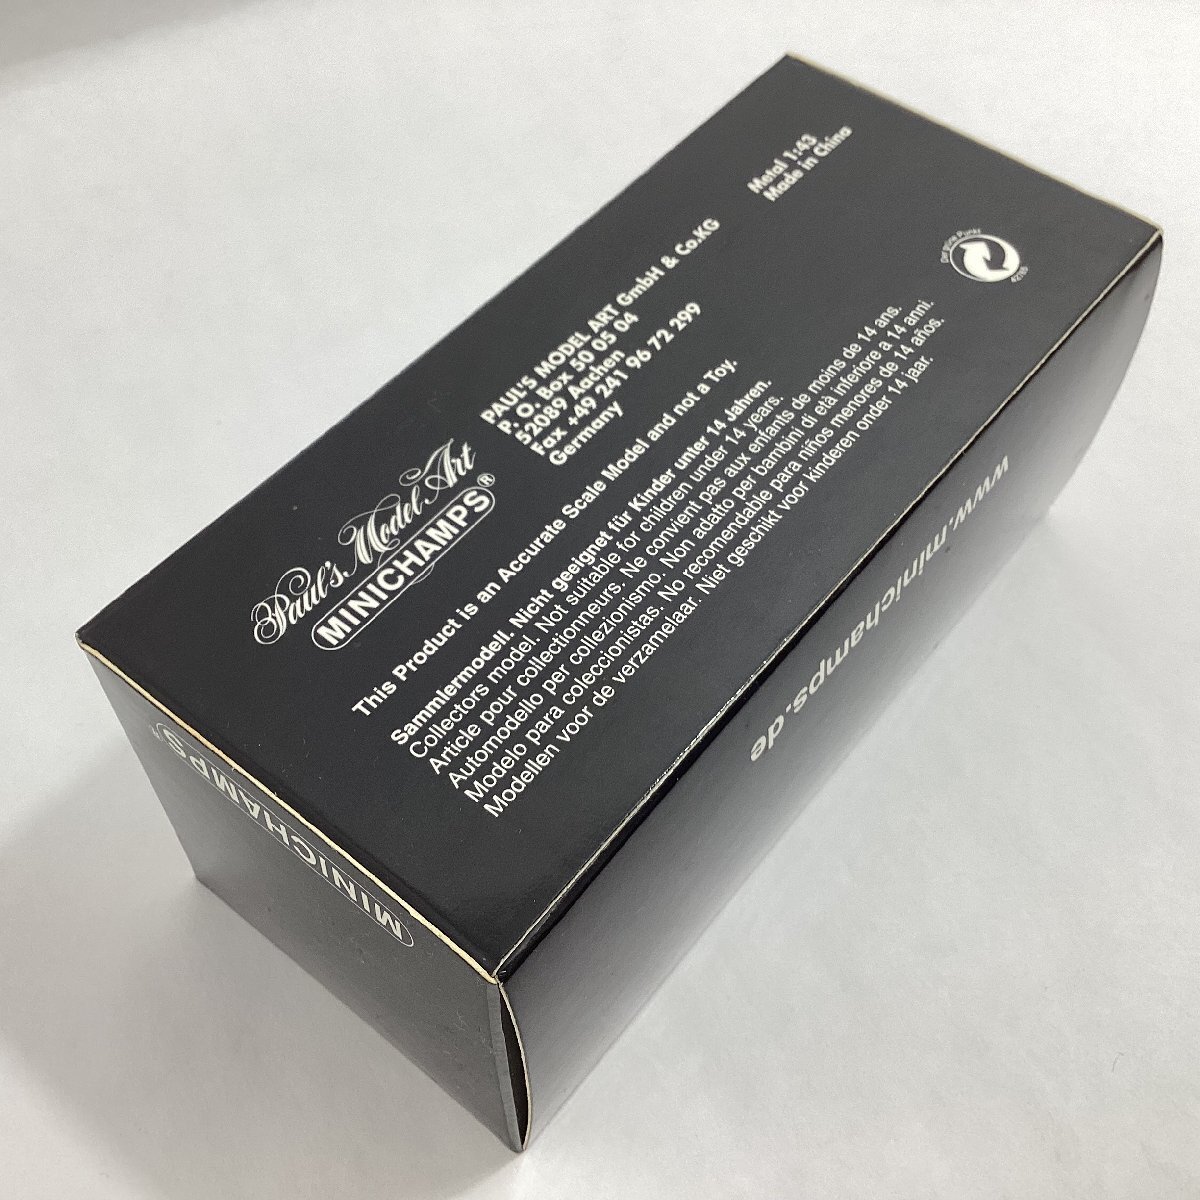 Paul's Model Art
MINICHAMPS®
PAUL'S MODEL ART GmbH & Co.KG
P. O. Box 50 05 04
52089 Aachen
Fax +49 241 96 72 299
Germany
Metal 1:43
Made in China
This Product is an Accurate Scale Model and not a Toy.
Sammlermodell. Nicht geeignet für Kinder unter 14 Jahren.
Collectors model. Not suitable for children under 14 years.
Article pour collectionneurs. Ne convient pas aux enfants de moins de 14 ans.
Automodello per collezionismo. Non adatto per bambini di età inferiore a 14 anni.
Modelo para coleccionistas. No recomendable para niños menores de 14 años.
Modellen voor de verzamelaar. Niet geschikt voor kinderen onder 14 jaar.
Der Grüne Punkt
www.minichamps.de
MINICHAMPS®